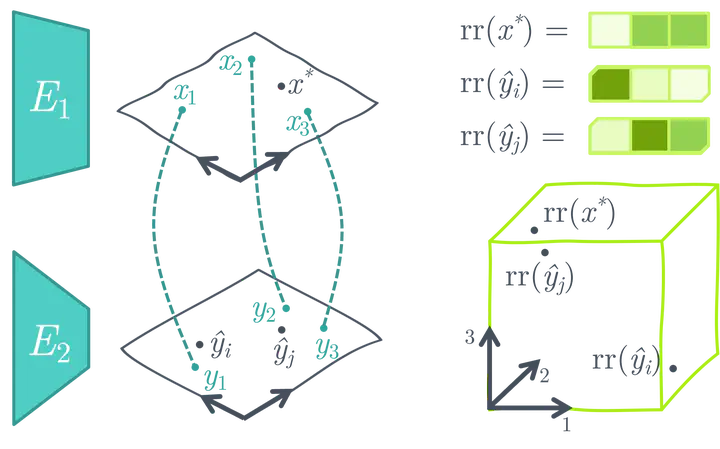 E₁
x₁
x₂
x*
x₃
E₂
ŷᵢ
y₁
y₂
ŷⱼ
y₃
rr(x*) =
rr(ŷᵢ) =
rr(ŷⱼ) =
rr(x*)
rr(ŷⱼ)
rr(ŷᵢ)
3
2
1